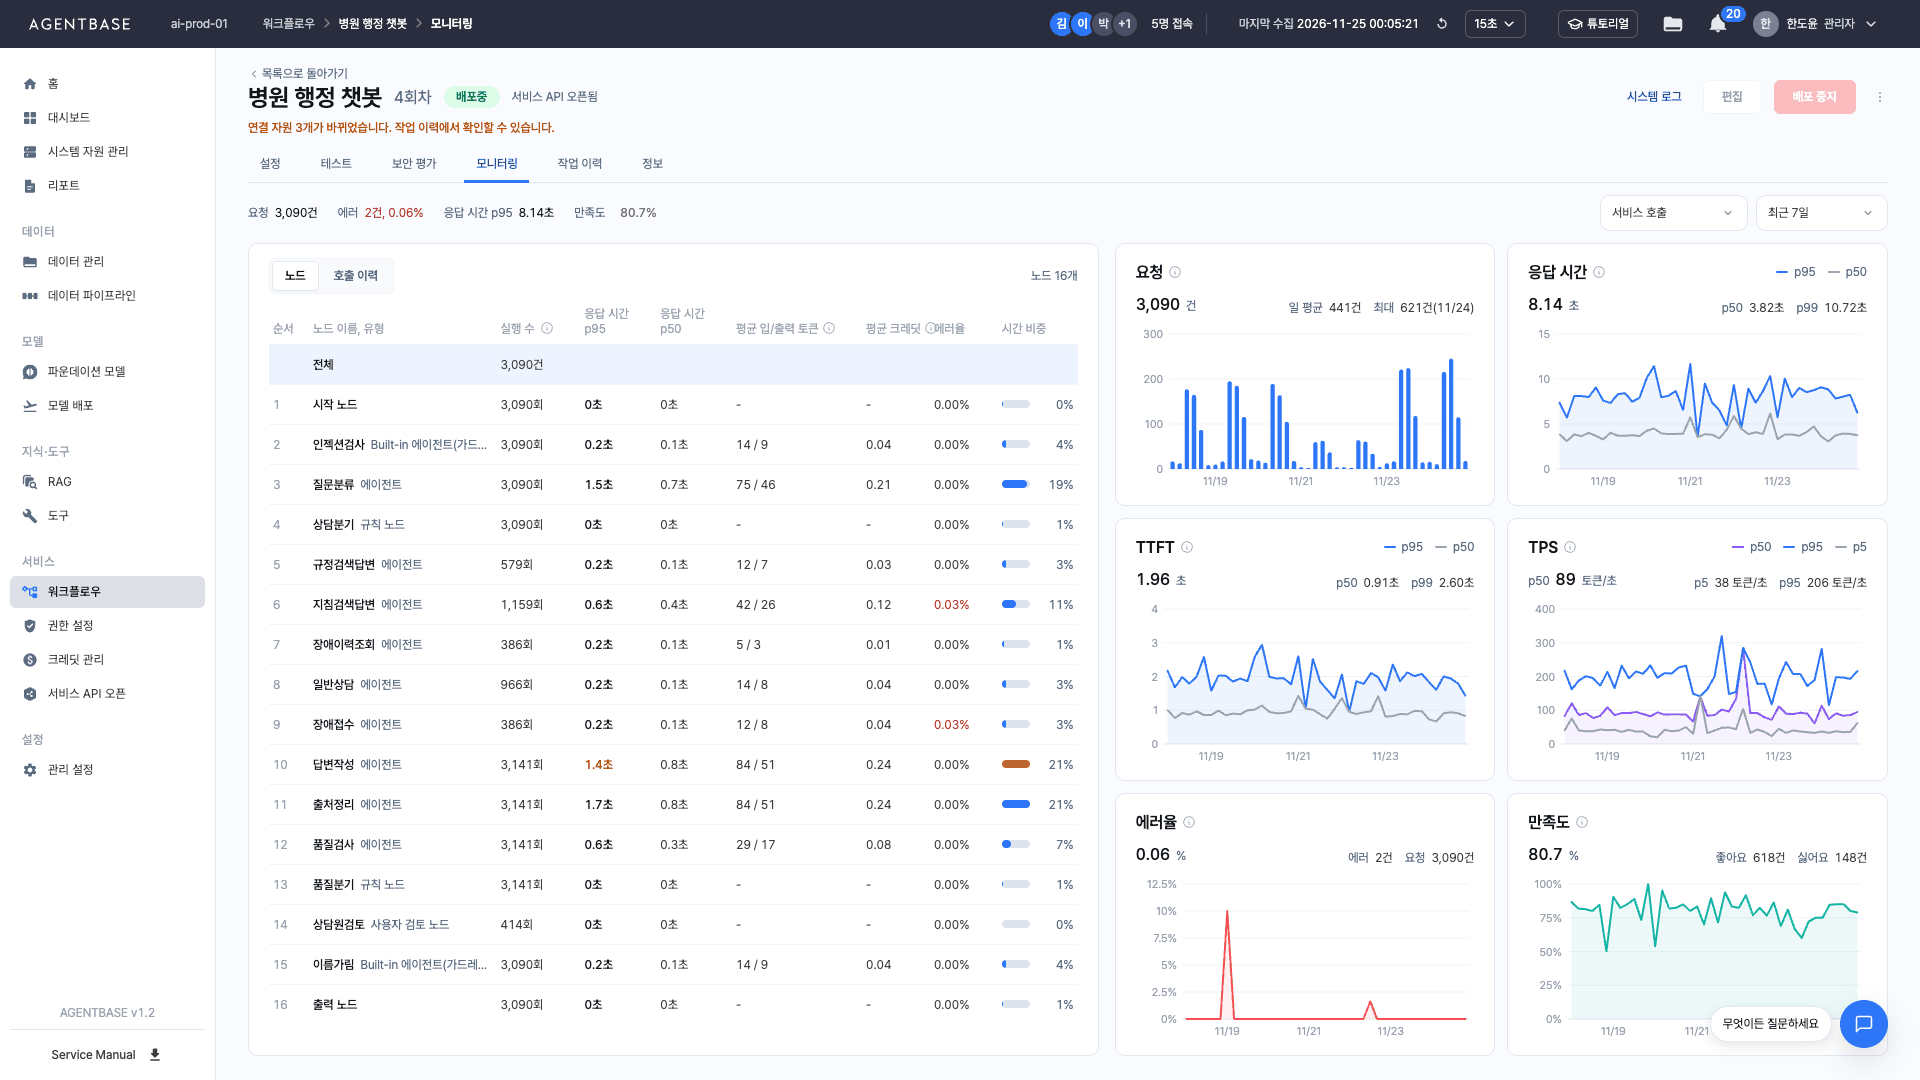 AGENTBASE
ai-prod-01
워크플로우 > 병원 행정 챗봇 > 모니터링
김 이 박 +1 5명 접속
마지막 수집 2026-11-25 00:05:21
15초
튜토리얼
20
한 한도윤 관리자
홈
대시보드
시스템 자원 관리
리포트
데이터
데이터 관리
데이터 파이프라인
모델
파운데이션 모델
모델 배포
지식·도구
RAG
도구
서비스
워크플로우
권한 설정
크레딧 관리
서비스 API 오픈
설정
관리 설정
AGENTBASE v1.2
Service Manual
목록으로 돌아가기
병원 행정 챗봇 4회차 배포중 서비스 API 오픈됨
시스템 로그 편집 배포 중지
연결 자원 3개가 바뀌었습니다. 작업 이력에서 확인할 수 있습니다.
설정 테스트 보안 평가 모니터링 작업 이력 정보
요청 3,090건 에러 2건, 0.06% 응답 시간 p95 8.14초 만족도 80.7%
서비스 호출 최근 7일
노드 호출 이력 노드 16개
순서 노드 이름, 유형 실행 수 응답 시간 p95 응답 시간 p50 평균 입/출력 토큰 평균 크레딧 에러율 시간 비중
전체 3,090건
1 시작 노드 3,090회 0초 0초 - - 0.00% 0%
2 인젝션검사 Built-in 에이전트(가드... 3,090회 0.2초 0.1초 14 / 9 0.04 0.00% 4%
3 질문분류 에이전트 3,090회 1.5초 0.7초 75 / 46 0.21 0.00% 19%
4 상담분기 규칙 노드 3,090회 0초 0초 - - 0.00% 1%
5 규정검색답변 에이전트 579회 0.2초 0.1초 12 / 7 0.03 0.00% 3%
6 지침검색답변 에이전트 1,159회 0.6초 0.4초 42 / 26 0.12 0.03% 11%
7 장애이력조회 에이전트 386회 0.2초 0.1초 5 / 3 0.01 0.00% 1%
8 일반상담 에이전트 966회 0.2초 0.1초 14 / 8 0.04 0.00% 3%
9 장애접수 에이전트 386회 0.2초 0.1초 12 / 8 0.04 0.03% 3%
10 답변작성 에이전트 3,141회 1.4초 0.8초 84 / 51 0.24 0.00% 21%
11 출처정리 에이전트 3,141회 1.7초 0.8초 84 / 51 0.24 0.00% 21%
12 품질검사 에이전트 3,141회 0.6초 0.3초 29 / 17 0.08 0.00% 7%
13 품질분기 규칙 노드 3,141회 0초 0초 - - 0.00% 1%
14 상담원검토 사용자 검토 노드 414회 0초 0초 - - 0.00% 0%
15 이름가림 Built-in 에이전트(가드레... 3,090회 0.2초 0.1초 14 / 9 0.04 0.00% 4%
16 출력 노드 3,090회 0초 0초 - - 0.00% 1%
요청
3,090 건 일 평균 441건 최대 621건(11/24)
300
200
100
0
11/19 11/21 11/23
응답 시간 p95 p50
8.14 초 p50 3.82초 p99 10.72초
15
10
5
0
11/19 11/21 11/23
TTFT p95 p50
1.96 초 p50 0.91초 p99 2.60초
4
3
2
1
0
11/19 11/21 11/23
TPS p50 p95 p5
p50 89 토큰/초 p5 38 토큰/초 p95 206 토큰/초
400
300
200
100
0
11/19 11/21 11/23
에러율
0.06 % 에러 2건 요청 3,090건
12.5%
10%
7.5%
5%
2.5%
0%
11/19 11/21 11/23
만족도
80.7 % 좋아요 618건 싫어요 148건
100%
75%
50%
25%
0%
11/19 11/21
무엇이든 질문하세요